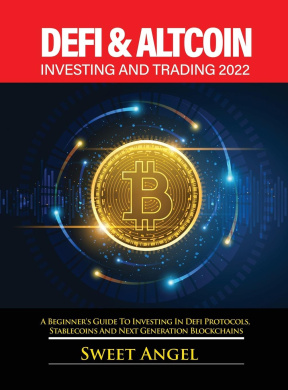 DEFI & ALTCOIN
INVESTING AND TRADING 2022
A BEGINNER'S GUIDE TO INVESTING IN DEFI PROTOCOLS,
STABLECOINS AND NEXT GENERATION BLOCKCHAINS
SWEET ANGEL